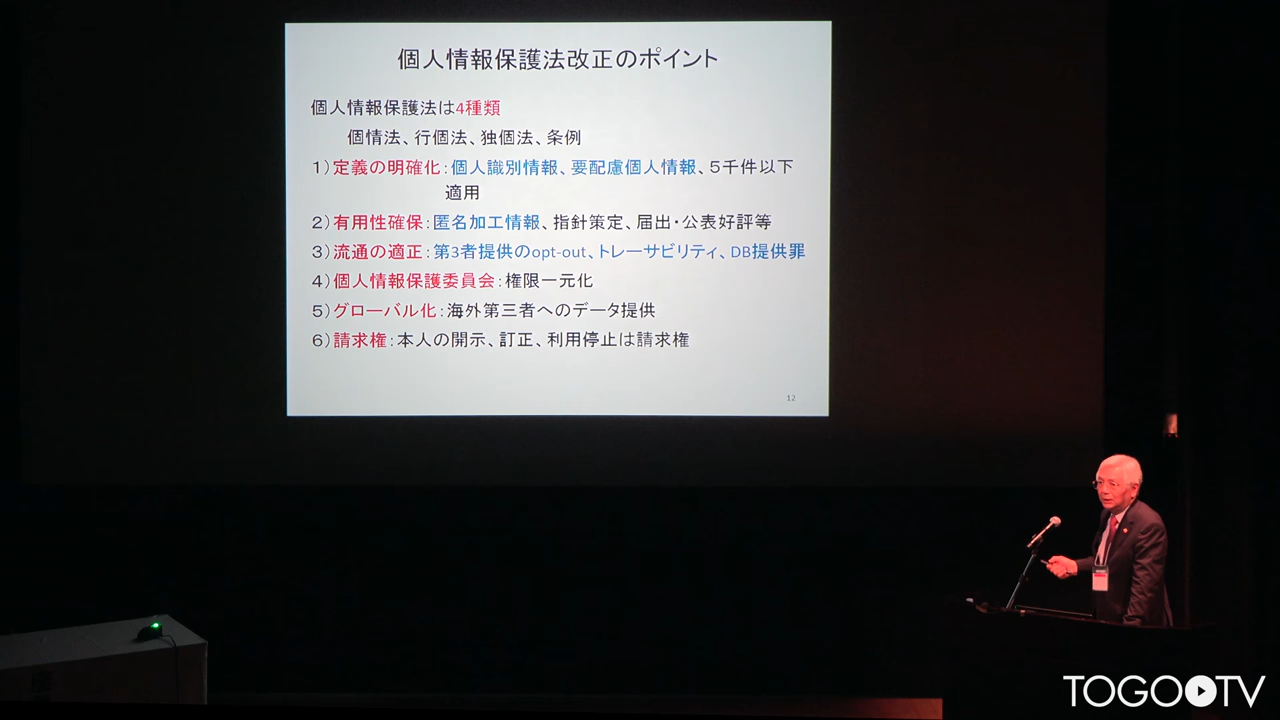 個人情報保護法改正のポイント
個人情報保護法は4種類
個情法、行個法、独個法、条例
1）定義の明確化：個人識別情報、要配慮個人情報、５千件以下
適用
2）有用性確保：匿名加工情報、指針策定、届出・公表好評等
3）流通の適正：第3者提供のopt-out、トレーサビリティ、DB提供罪
4）個人情報保護委員会：権限一元化
5）グローバル化：海外第三者へのデータ提供
6）請求権：本人の開示、訂正、利用停止は請求権
12
TOGO TV